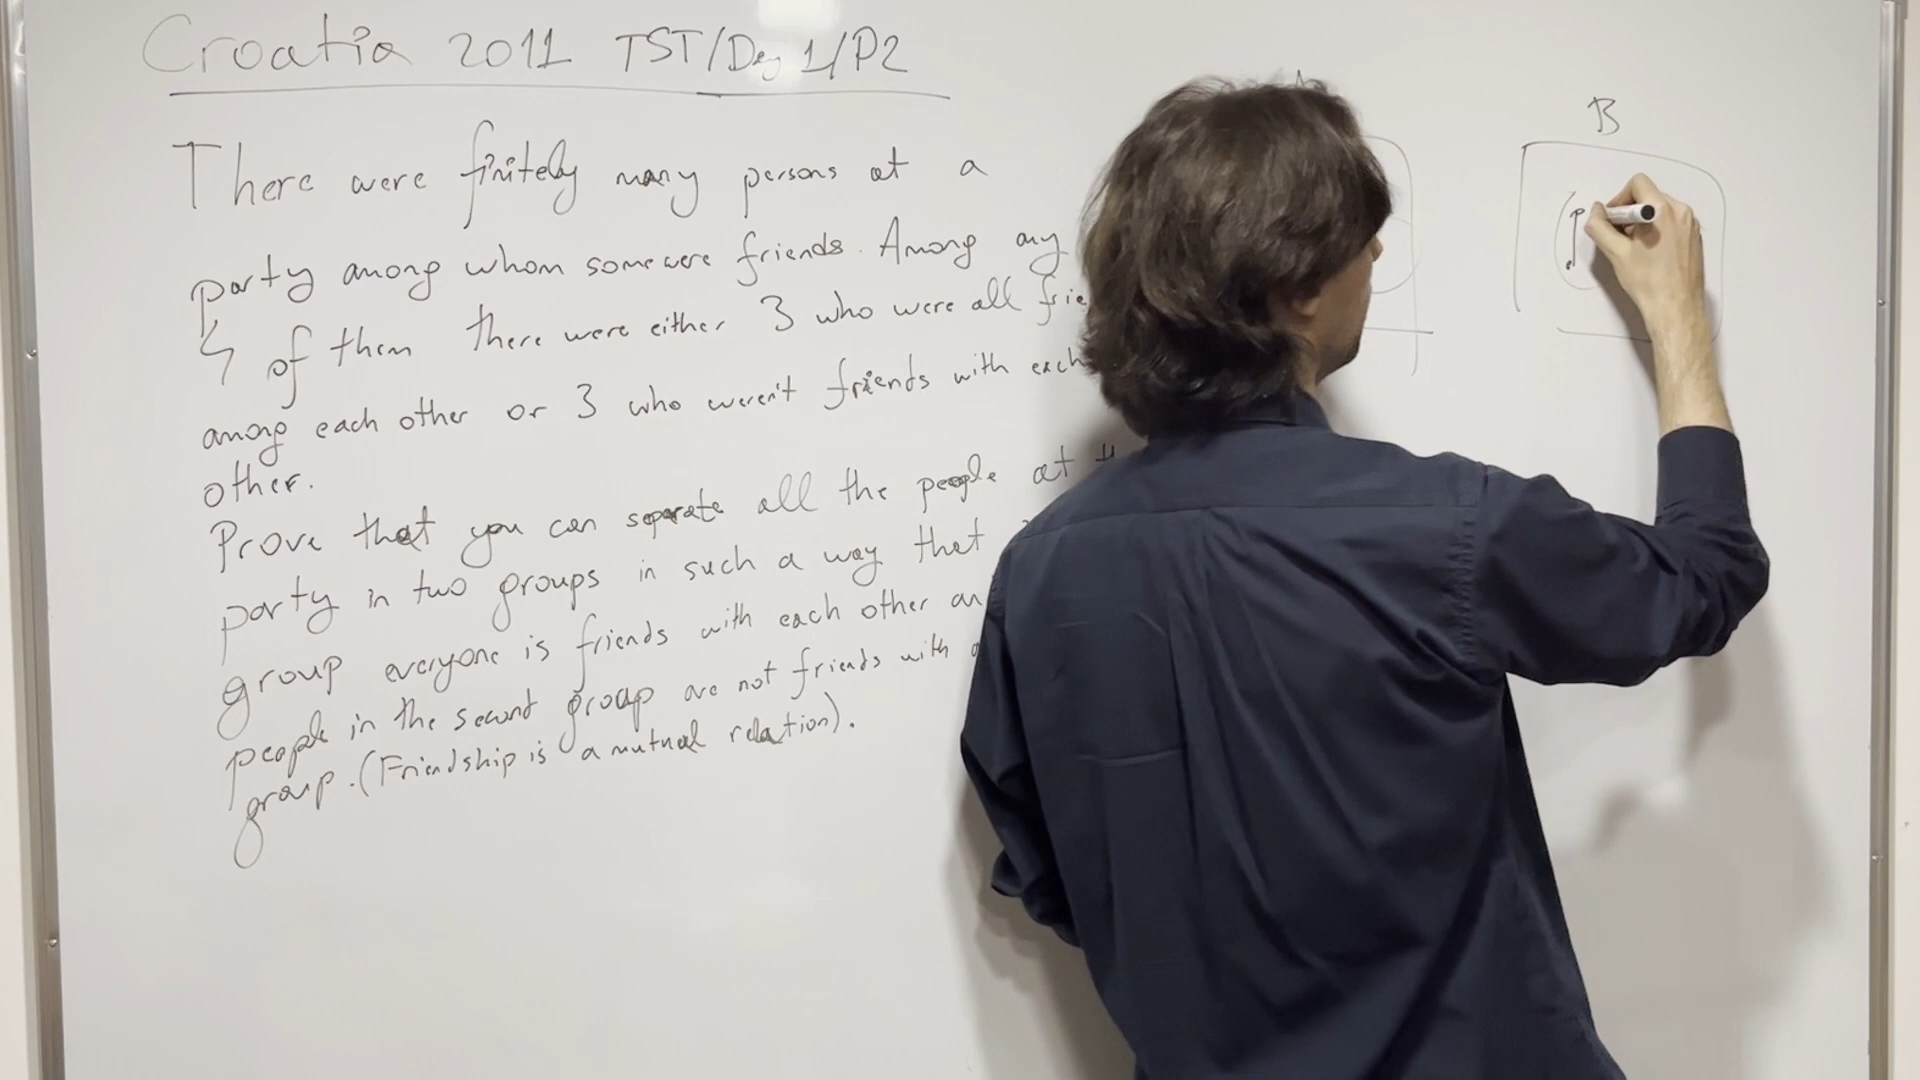 Croatia 2011 TST/Day 1/P2
There were finitely many persons at a
party among whom some were friends. Among any
4 of them there were either 3 who were all frie
among each other or 3 who weren't friends with each
other.
Prove that you can separate all the people at
party in two groups in such a way that
group everyone is friends with each other an
people in the second group are not friends with
group. (Friendship is a mutual relation).
B